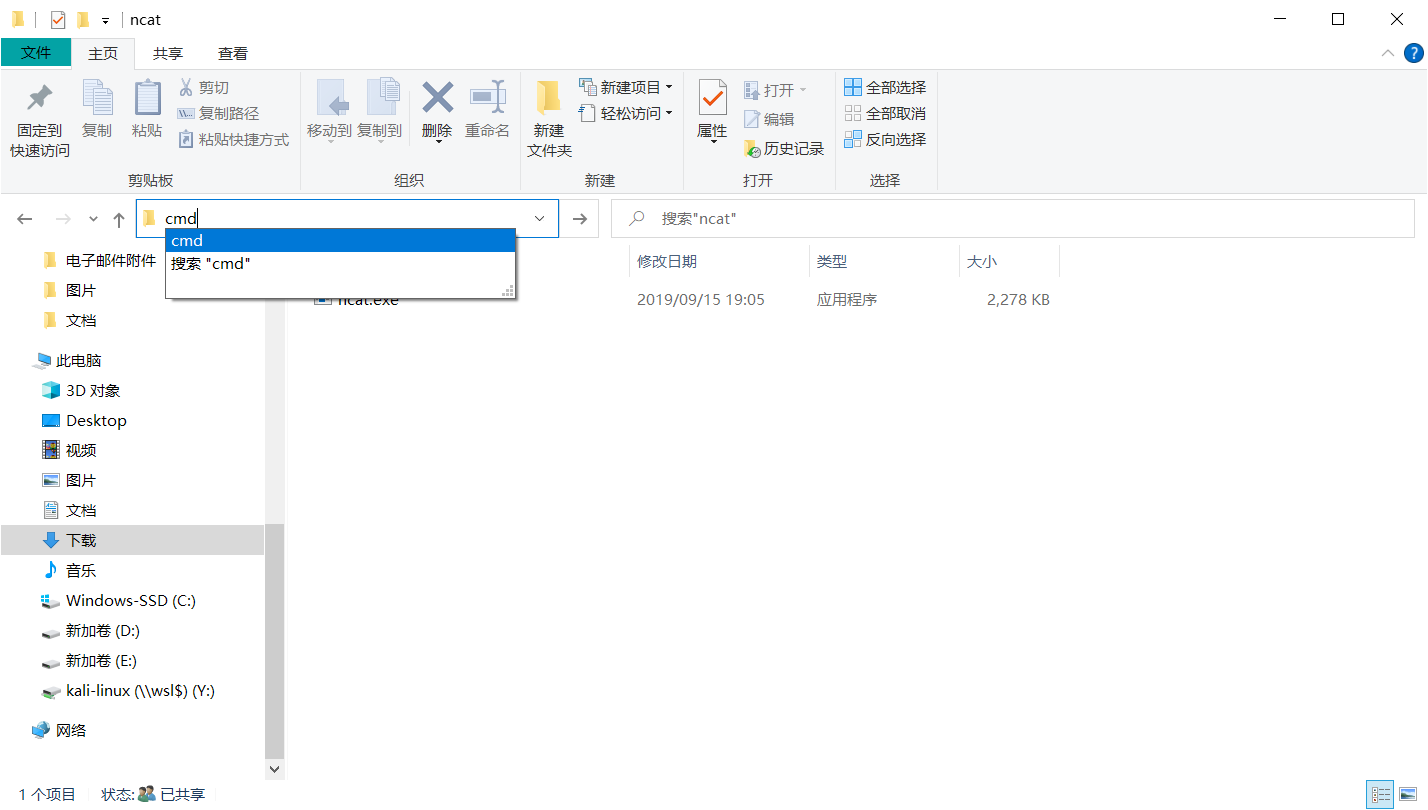 ncat
文件 主页 共享 查看
固定到
快速访问
复制
粘贴
剪切
复制路径
粘贴快捷方式
剪贴板
移动到
复制到
删除
重命名
组织
新建
文件夹
新建项目
轻松访问
新建
属性
打开
编辑
历史记录
打开
全部选择
全部取消
反向选择
选择
cmd
搜索"ncat"
cmd
搜索 "cmd"
修改日期 类型 大小
ncat.exe 2019/09/15 19:05 应用程序 2,278 KB
电子邮件附件
图片
文档
此电脑
3D 对象
Desktop
视频
图片
文档
下载
音乐
Windows-SSD (C:)
新加卷 (D:)
新加卷 (E:)
kali-linux (\\wsl$) (Y:)
网络
1 个项目 状态: 已共享